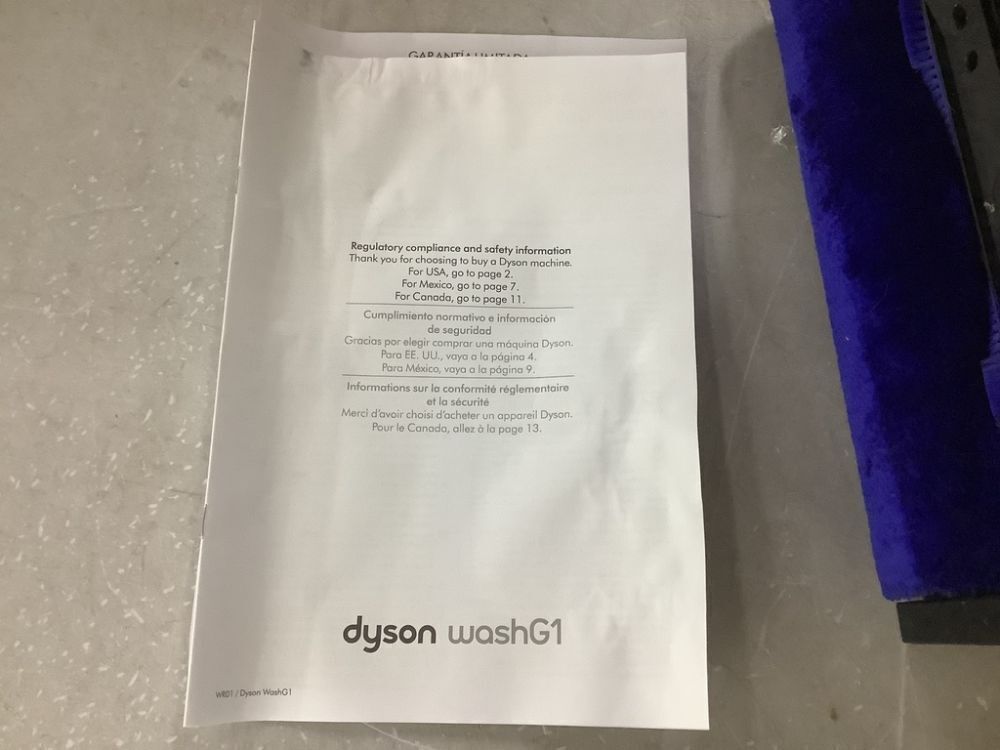 GARANTÍA LIMITADA
Regulatory compliance and safety information
Thank you for choosing to buy a Dyson machine.
For USA, go to page 2.
For Mexico, go to page 7.
For Canada, go to page 11.
Cumplimiento normativo e información
de seguridad
Gracias por elegir comprar una máquina Dyson.
Para EE. UU., vaya a la página 4.
Para México, vaya a la página 9.
Informations sur la conformité réglementaire
et la sécurité
Merci d'avoir choisi d'acheter un appareil Dyson.
Pour le Canada, allez à la page 13.
dyson washG1
WR01 / Dyson WashG1